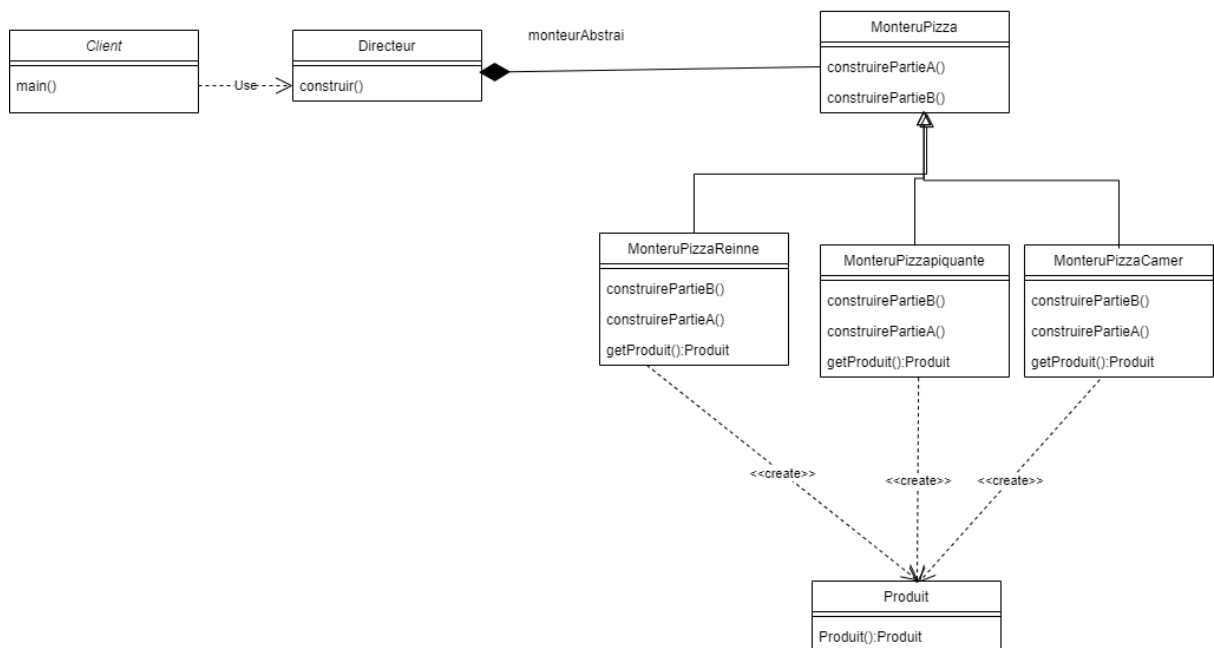 Client
main()
Use
Directeur
construir()
monteurAbstrai
MonteruPizza
construirePartieA()
construirePartieB()
MonteruPizzaReinne
construirePartieB()
construirePartieA()
getProduit():Produit
MonteruPizzapiquante
construirePartieB()
construirePartieA()
getProduit():Produit
MonteruPizzaCamer
construirePartieB()
construirePartieA()
getProduit():Produit
<<create>>
<<create>>
<<create>>
Produit
Produit():Produit